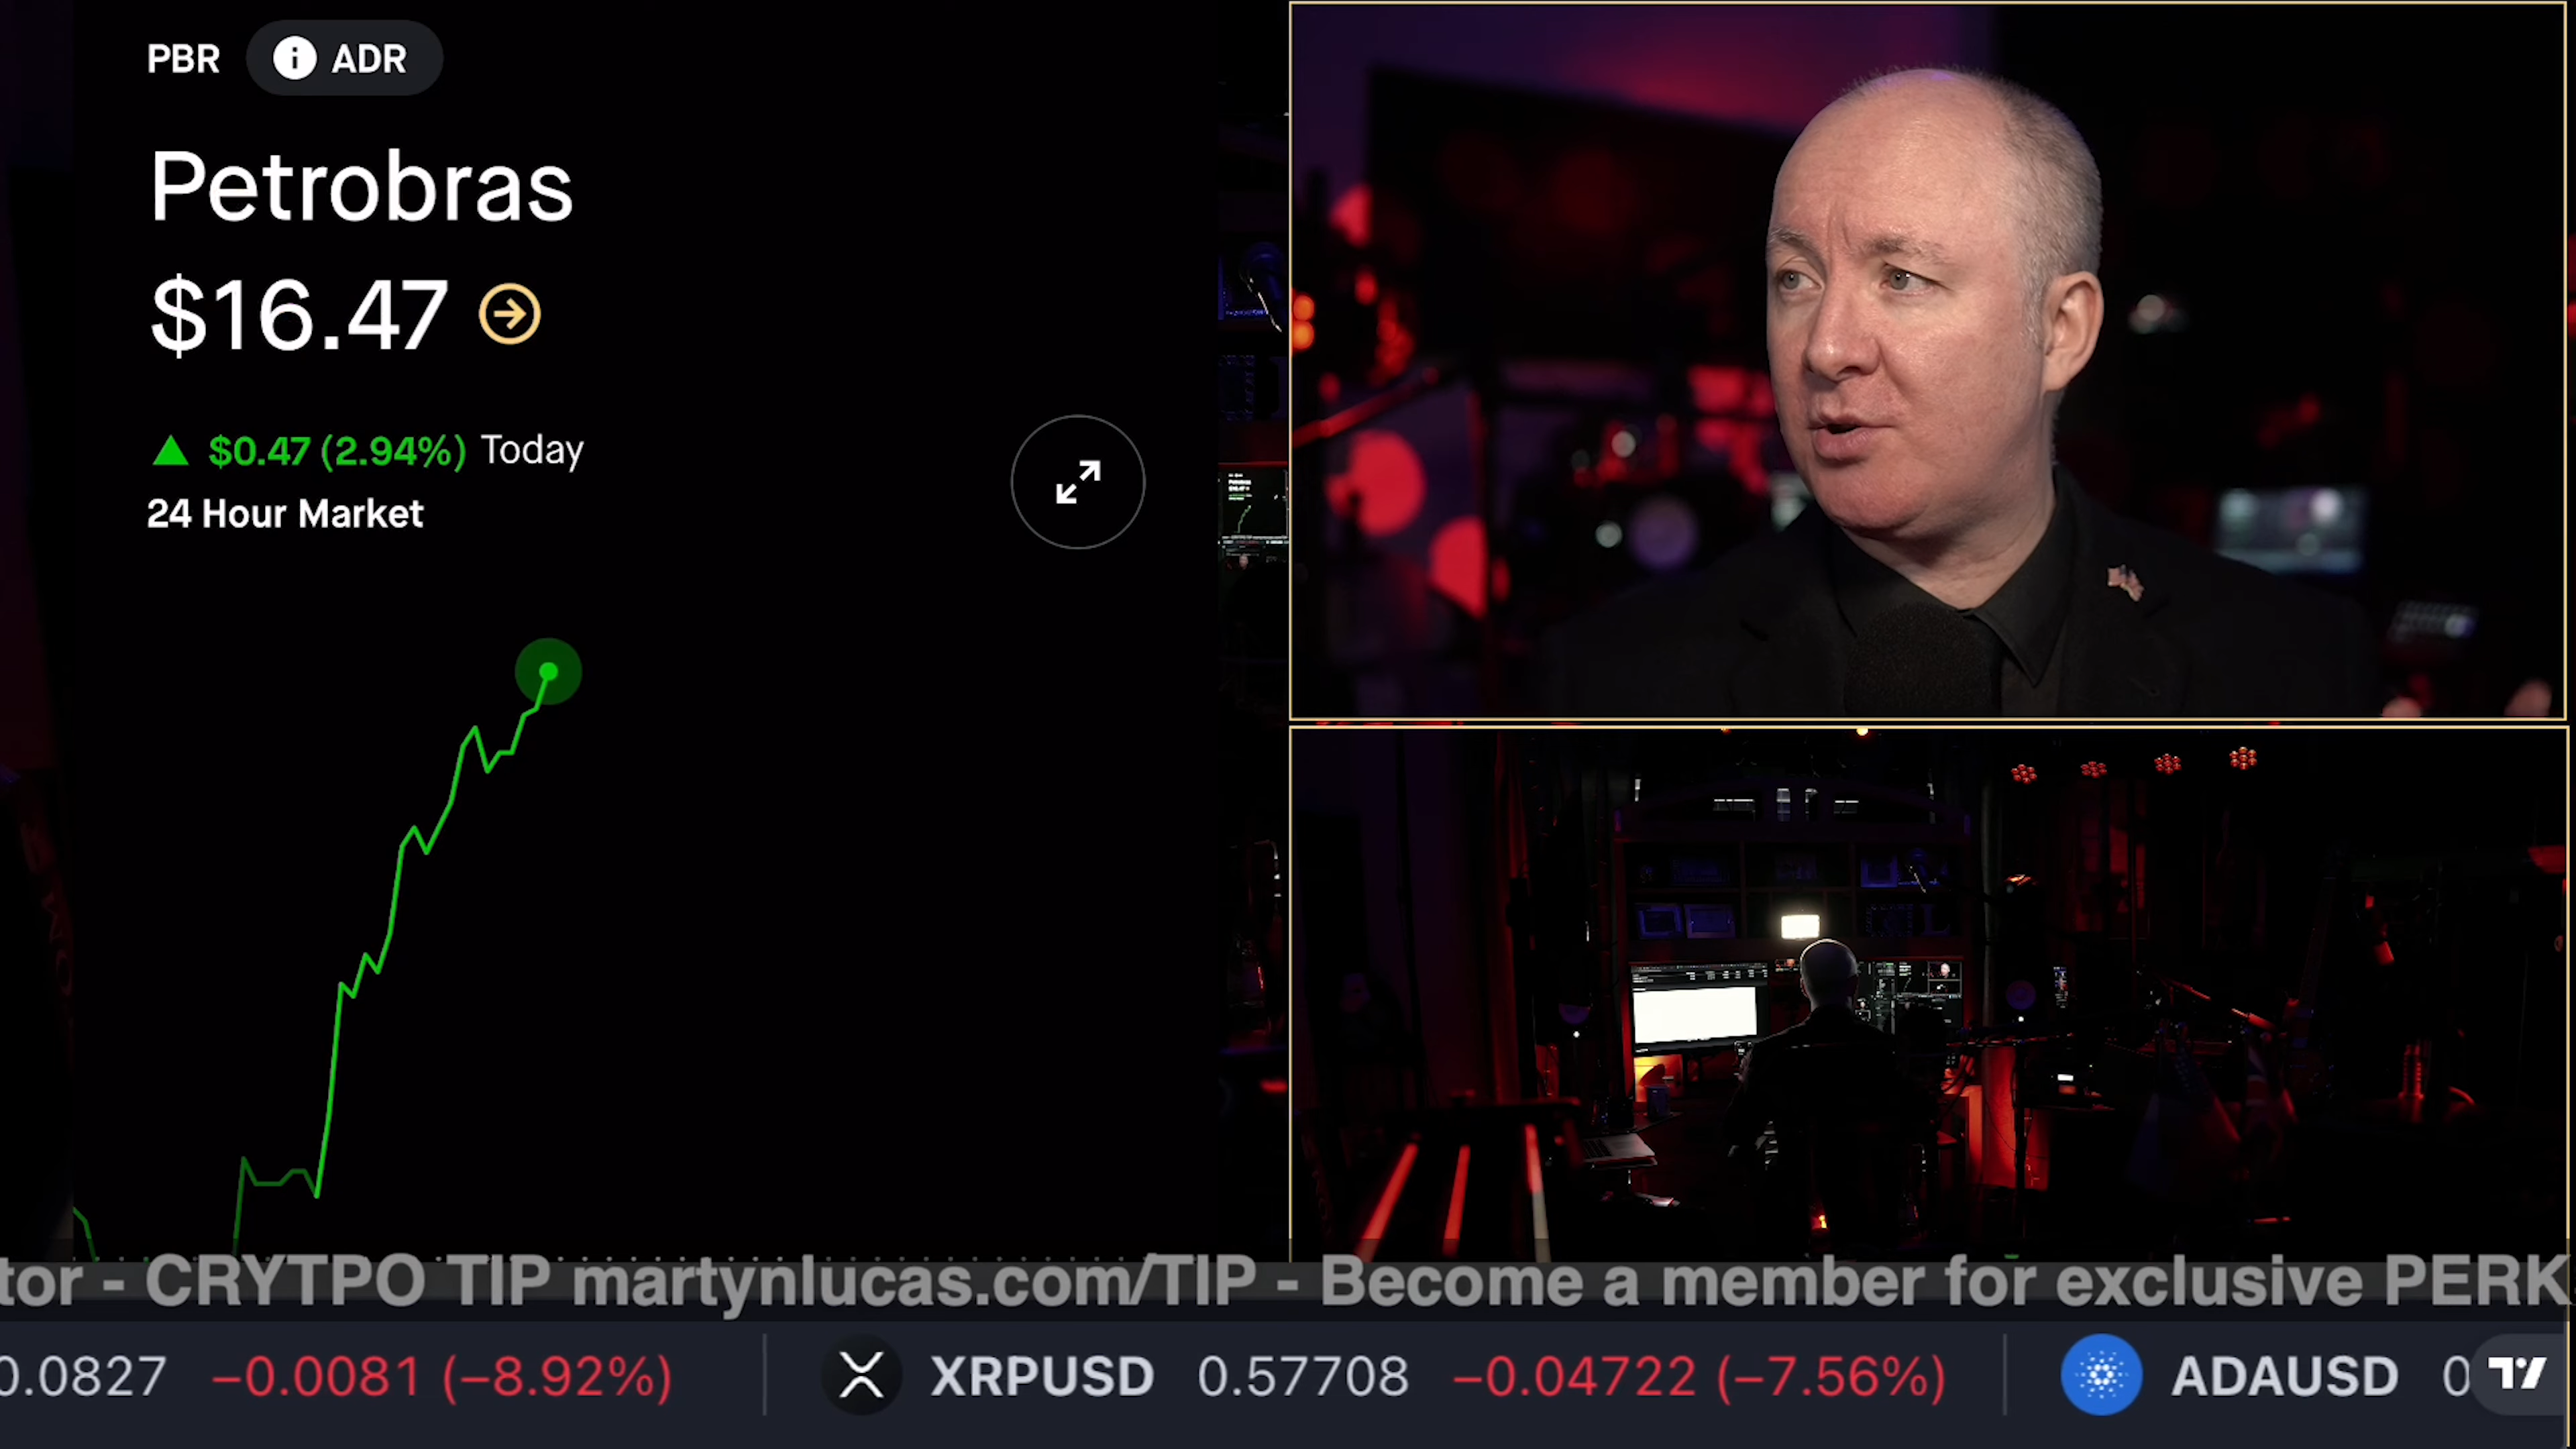 PBR ADR
Petrobras
$16.47
$0.47 (2.94%) Today
24 Hour Market
tor - CRYTPO TIP martynlucas.com/TIP - Become a member for exclusive PERK
0.0827 −0.0081 (−8.92%) XRPUSD 0.57708 −0.04722 (−7.56%) ADAUSD 0